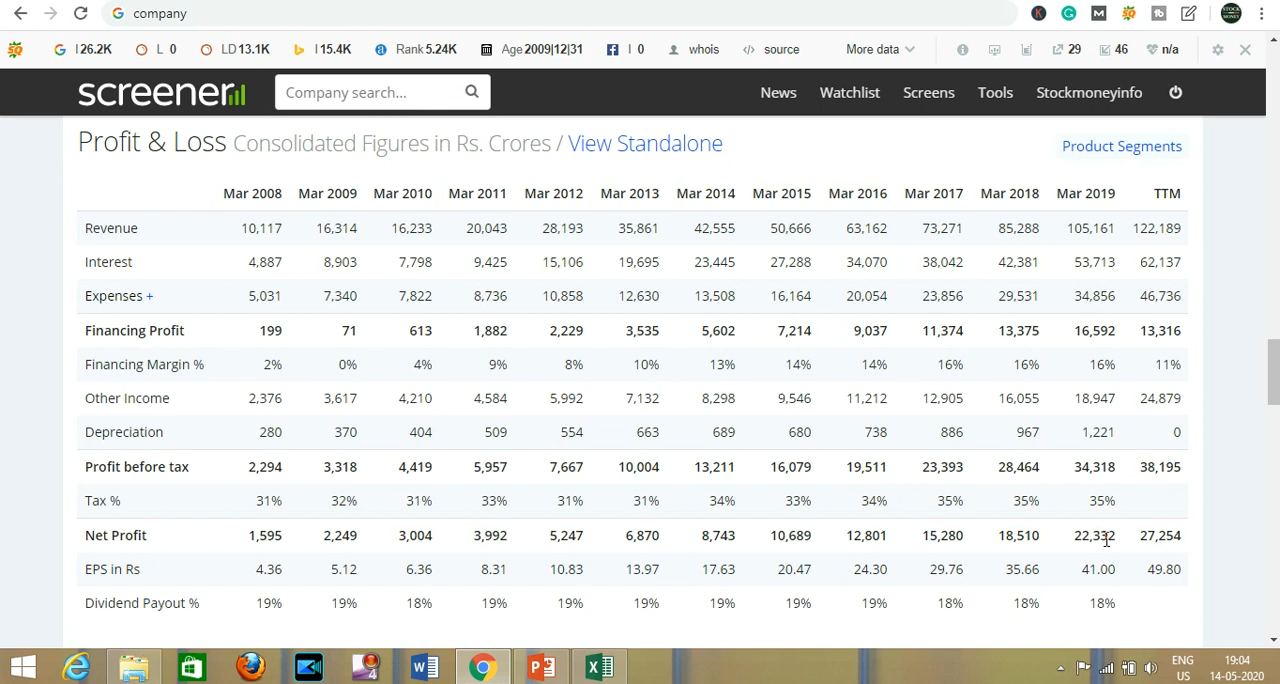 company
I 26.2K L 0 LD 13.1K I 15.4K Rank 5.24K Age 2009|12|31 I 0 whois source More data 29 46 n/a
screener Company search... News Watchlist Screens Tools Stockmoneyinfo
Profit & Loss Consolidated Figures in Rs. Crores / View Standalone Product Segments
Mar 2008 Mar 2009 Mar 2010 Mar 2011 Mar 2012 Mar 2013 Mar 2014 Mar 2015 Mar 2016 Mar 2017 Mar 2018 Mar 2019 TTM
Revenue 10,117 16,314 16,233 20,043 28,193 35,861 42,555 50,666 63,162 73,271 85,288 105,161 122,189
Interest 4,887 8,903 7,798 9,425 15,106 19,695 23,445 27,288 34,070 38,042 42,381 53,713 62,137
Expenses + 5,031 7,340 7,822 8,736 10,858 12,630 13,508 16,164 20,054 23,856 29,531 34,856 46,736
Financing Profit 199 71 613 1,882 2,229 3,535 5,602 7,214 9,037 11,374 13,375 16,592 13,316
Financing Margin % 2% 0% 4% 9% 8% 10% 13% 14% 14% 16% 16% 16% 11%
Other Income 2,376 3,617 4,210 4,584 5,992 7,132 8,298 9,546 11,212 12,905 16,055 18,947 24,879
Depreciation 280 370 404 509 554 663 689 680 738 886 967 1,221 0
Profit before tax 2,294 3,318 4,419 5,957 7,667 10,004 13,211 16,079 19,511 23,393 28,464 34,318 38,195
Tax % 31% 32% 31% 33% 31% 31% 34% 33% 34% 35% 35% 35%
Net Profit 1,595 2,249 3,004 3,992 5,247 6,870 8,743 10,689 12,801 15,280 18,510 22,332 27,254
EPS in Rs 4.36 5.12 6.36 8.31 10.83 13.97 17.63 20.47 24.30 29.76 35.66 41.00 49.80
Dividend Payout % 19% 19% 18% 19% 19% 19% 19% 19% 19% 18% 18% 18%
ENG 19:04
US 14-05-2020